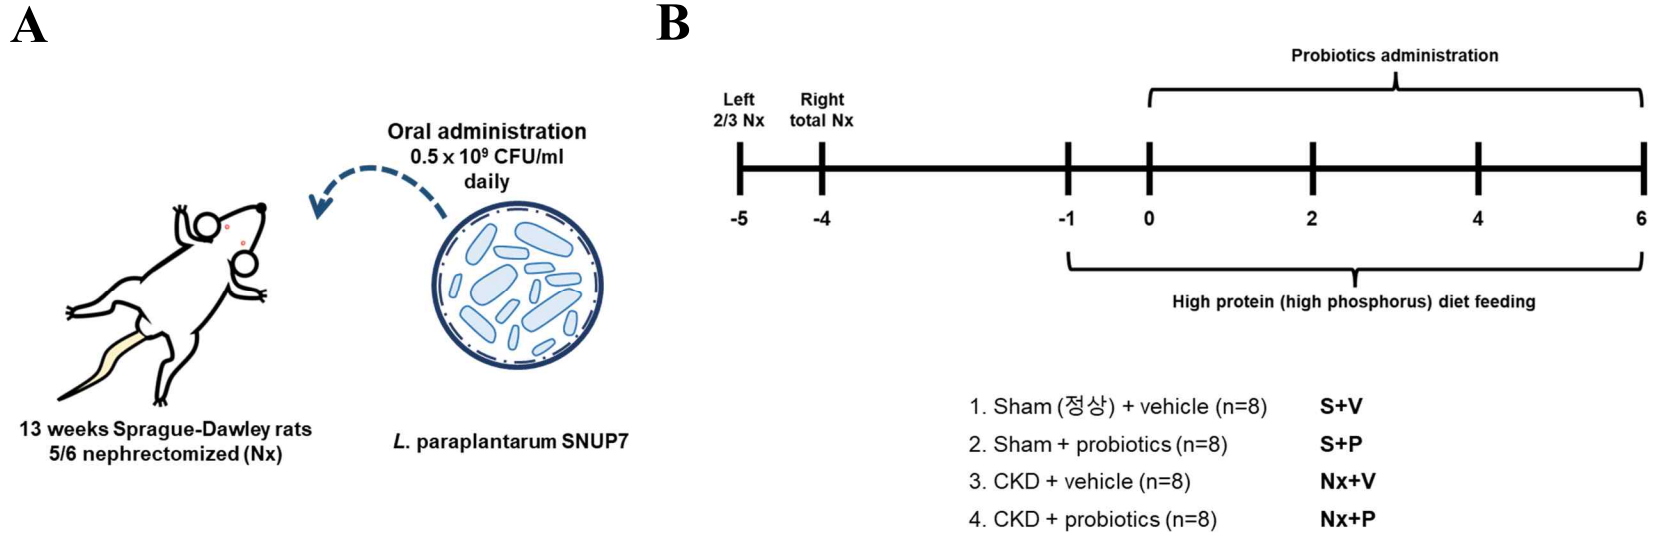 A
Oral administration
0.5 x 10⁹ CFU/ml
daily
13 weeks Sprague-Dawley rats
5/6 nephrectomized (Nx)
L. paraplantarum SNUP7
B
Probiotics administration
Left
2/3 Nx
Right
total Nx
-5 -4 -1 0 2 4 6
High protein (high phosphorus) diet feeding
1. Sham (정상) + vehicle (n=8) S+V
2. Sham + probiotics (n=8) S+P
3. CKD + vehicle (n=8) Nx+V
4. CKD + probiotics (n=8) Nx+P